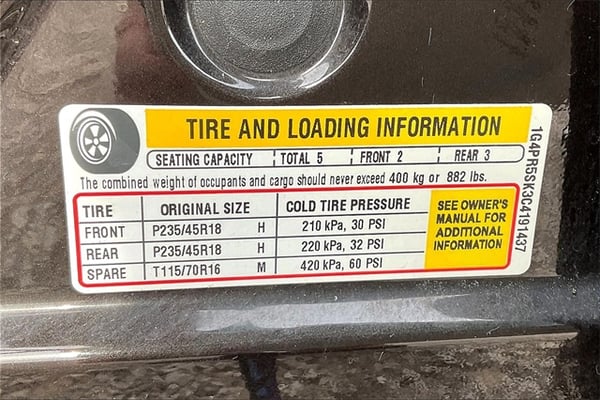 TIRE AND LOADING INFORMATION
SEATING CAPACITY TOTAL 5 FRONT 2 REAR 3
The combined weight of occupants and cargo should never exceed 400 kg or 882 lbs.
TIRE ORIGINAL SIZE COLD TIRE PRESSURE
FRONT P235/45R18 H 210 kPa, 30 PSI
REAR P235/45R18 H 220 kPa, 32 PSI
SPARE T115/70R16 M 420 kPa, 60 PSI
SEE OWNER'S
MANUAL FOR
ADDITIONAL
INFORMATION
1G4PR5SK3C4191437